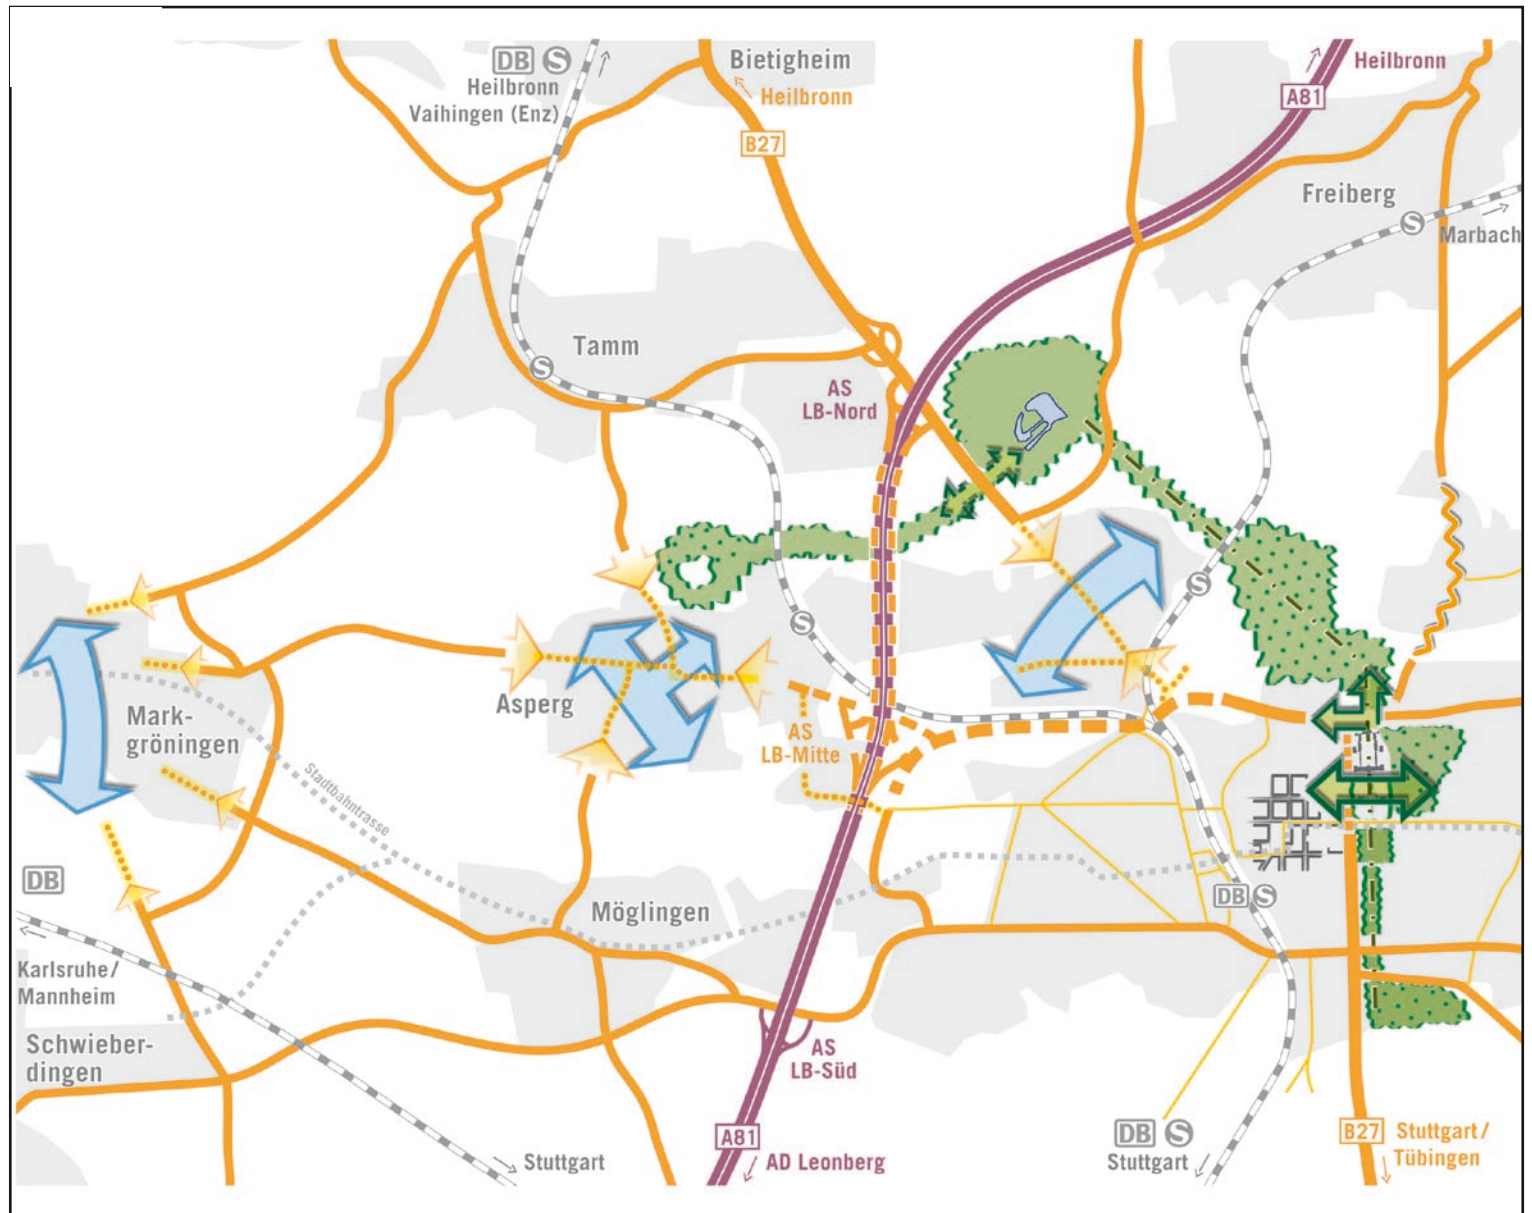 DB S
Heilbronn
Vaihingen (Enz)
Bietigheim
Heilbronn
B27
Heilbronn
A81
Freiberg
S
Marbach
Tamm
S
AS
LB-Nord
S
S
Asperg
Mark-
gröningen
AS
LB-Mitte
Stadtbahntrasse
DB
DB S
Möglingen
Karlsruhe/
Mannheim
Schwieber-
dingen
AS
LB-Süd
A81
AD Leonberg
Stuttgart
DB S
Stuttgart
B27
Stuttgart/
Tübingen